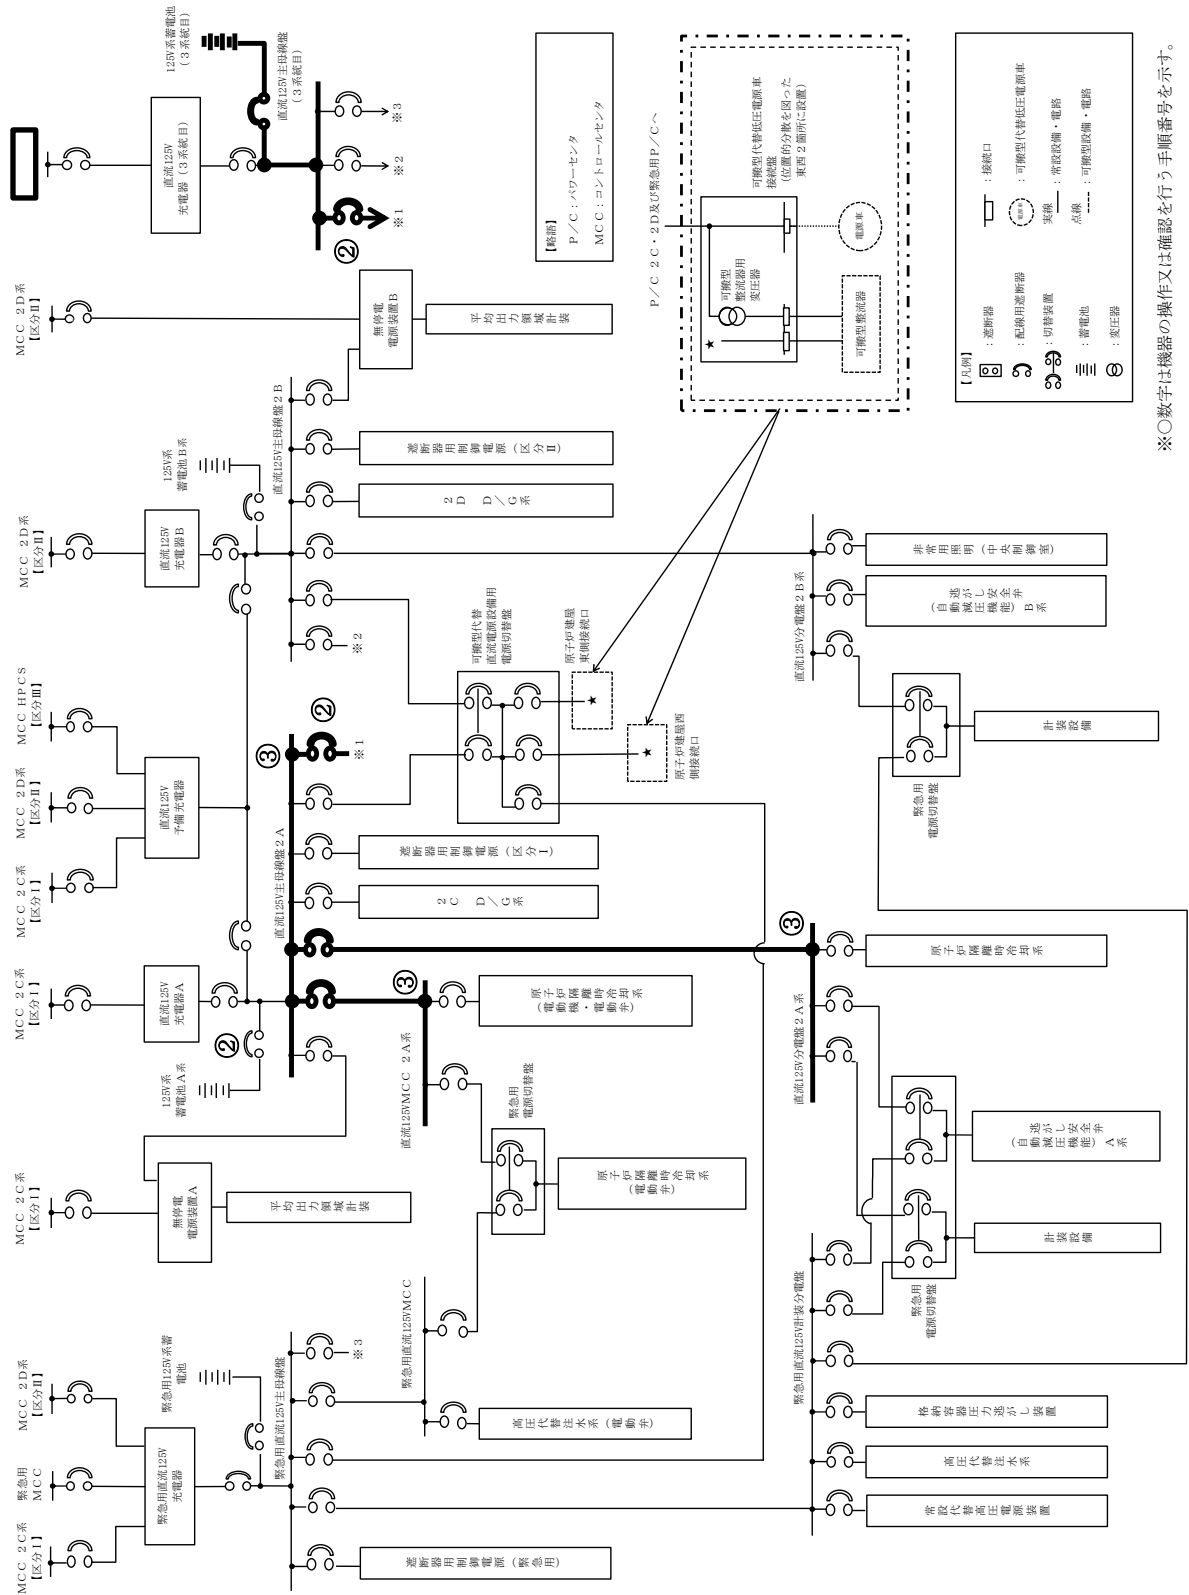 MCC 2C系
【区分Ⅰ】
緊急用
MCC
MCC 2D系
【区分Ⅱ】
MCC 2C系
【区分Ⅰ】
MCC 2C系
【区分Ⅰ】
MCC 2C系
【区分Ⅰ】
MCC 2D系
【区分Ⅱ】
MCC HPCS
【区分Ⅲ】
MCC 2D系
【区分Ⅱ】
MCC 2D系
【区分Ⅱ】
緊急用直流125V
充電器
緊急用125V系蓄
電池
無停電
電源装置A
125V系
蓄電池A系
直流125V
充電器A
直流125V
予備充電器
直流125V
充電器B
125V系
蓄電池B系
無停電
電源装置B
直流125V
充電器(3系統目)
125V系蓄電池
(3系統目)
直流125V主母線盤
(3系統目)
※1
※2
※3
②
②
②
③
③
③
平均出力領域計装
平均出力領域計装
緊急用直流125V主母線盤
直流125V主母線盤2A
直流125V主母線盤2B
※3
※1
※2
遮断器用制御電源(緊急用)
緊急用直流125VMCC
高圧代替注水系(電動弁)
緊急用
電源切替盤
原子炉隔離時冷却系
(電動弁)
直流125VMCC 2A系
原子炉隔離時冷却系
(電動機・電動弁)
2C D/G系
遮断器用制御電源(区分Ⅰ)
可搬型代替
直流電源設備用
電源切替盤
原子炉建屋西
側接続口
★
原子炉建屋
東側接続口
★
2D D/G系
遮断器用制御電源(区分Ⅱ)
緊急用直流125V計装分電盤
常設代替高圧電源装置
高圧代替注水系
格納容器圧力逃がし装置
緊急用
電源切替盤
計装設備
逃がし安全弁
(自動減圧機能)A系
直流125V分電盤2A系
原子炉隔離時冷却系
緊急用
電源切替盤
計装設備
直流125V分電盤2B系
逃がし安全弁
(自動減圧機能)B系
非常用照明(中央制御室)
【略語】
P/C:パワーセンタ
MCC:コントロールセンタ
P/C 2C・2D及び緊急用P/Cへ
可搬型代替低圧電源車
接続盤
(位置的分散を図った
東西2箇所に設置)
可搬型
整流器用
変圧器
★
可搬型整流器
電源車
【凡例】
:遮断器
:配線用遮断器
:切替装置
:蓄電池
:変圧器
:接続口
電源車
:可搬型代替低圧電源車
実線
:常設設備・電路
点線
:可搬型設備・電路
※○数字は機器の操作又は確認を行う手順番号を示す。